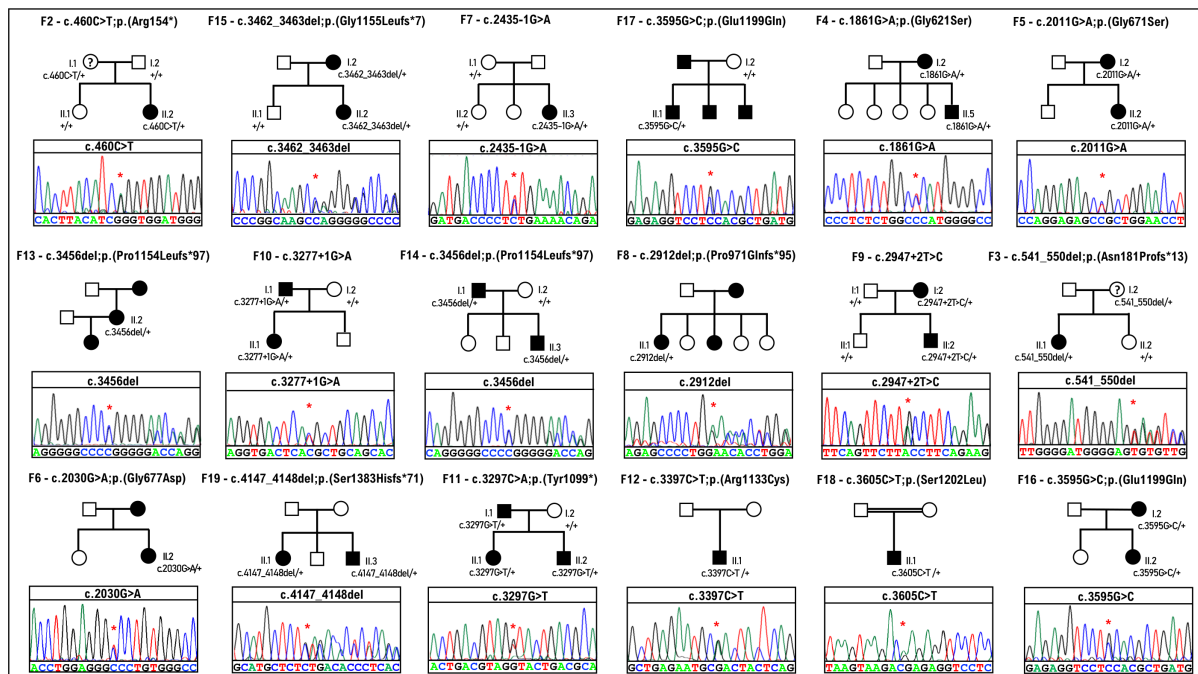 F2 - c.460C>T; p.(Arg154*)
?
I.1
c.460C>T/+
I.2
+/+
II.1
+/+
II.2
c.460C>T/+
c.460C>T
*
CACTTACATCGGGTGGATGGG
F15 - c.3462_3463del; p.(Gly1155Leufs*7)
I.2
c.3462_3463del/+
II.1
+/+
II.2
c.3462_3463del/+
c.3462_3463del
*
CCCGGCAAGCCAGGGGGCCCC
F7 - c.2435-1G>A
I.1
+/+
II.2
+/+
II.3
c.2435-1G>A/+
c.2435-1G>A
*
GATGACCCCTCTGAAAACAGA
F17 - c.3595G>C; p.(Glu1199Gln)
I.2
+/+
II.1
c.3595G>C/+
c.3595G>C
*
GAGAGGTCCTCCACGCTGATG
F4 - c.1861G>A; p.(Gly621Ser)
I.2
c.1861G>A/+
II.5
c.1861G>A/+
c.1861G>A
*
CCCTCTCTGGCCCATGGGGCC
F5 - c.2011G>A; p.(Gly671Ser)
I.2
c.2011G>A/+
II.2
c.2011G>A/+
c.2011G>A
*
CCAGGAGAGCCGCTGGAACCT
F13 - c.3456del;p.(Pro1154Leufs*97)
II.2
c.3456del/+
c.3456del
*
AGGGGGCCCCGGGGGACCAGG
F10 - c.3277+1G>A
I.1
c.3277+1G>A/+
I.2
+/+
II.1
c.3277+1G>A/+
c.3277+1G>A
*
AGGTGACTCACGCTGCAGCAC
F14 - c.3456del; p.(Pro1154Leufs*97)
I.1
c.3456del/+
I.2
+/+
II.3
c.3456del/+
c.3456del
*
CAGGGGGCCCCGGGGGACCAG
F8 - c.2912del; p.(Pro971Glnfs*95)
II.1
c.2912del/+
c.2912del
*
AGAGCCCCTGGAACACCTGGA
F9 - c.2947+2T>C
I:1
+/+
I:2
c.2947+2T>C/+
II:1
+/+
II:2
c.2947+2T>C/+
c.2947+2T>C
*
TTCAGTTCTTACCTTCAGAAG
F3 - c.541_550del; p.(Asn181Profs*13)
?
I.2
+/+
II.1
c.541_550del/+
II.2
+/+
c.541_550del
*
TTGGGGATGGGGAGTGTGTTG
F6 - c.2030G>A; p.(Gly677Asp)
II.2
c.2030G>A/+
c.2030G>A
*
ACCTGGAGGGCCCTGTGGGCC
F19 - c.4147_4148del; p.(Ser1383Hisfs*71)
II.1
c.4147_4148del/+
II.3
c.4147_4148del/+
c.4147_4148del
*
GCATGCTCTCTGACACCCTCAC
F11 - c.3297C>A; p.(Tyr1099*)
I.1
c.3297G>T/+
I.2
+/+
II.1
c.3297G>T/+
II.2
c.3297G>T/+
c.3297G>T
*
ACTGACGTAGGTACTGACGCA
F12 - c.3397C>T; p.(Arg1133Cys)
II.1
c.3397C>T /+
c.3397C>T
*
GCTGAGAATGCGACTACTCAG
F18 - c.3605C>T; p.(Ser1202Leu)
II.1
c.3605C>T /+
c.3605C>T
*
TAAGTAAGACGAGAGGTCCTC
F16 - c.3595G>C; p.(Glu1199Gln)
I.2
c.3595G>C/+
II.2
c.3595G>C/+
c.3595G>C
*
GAGAGGTCCTCCACGCTGATG